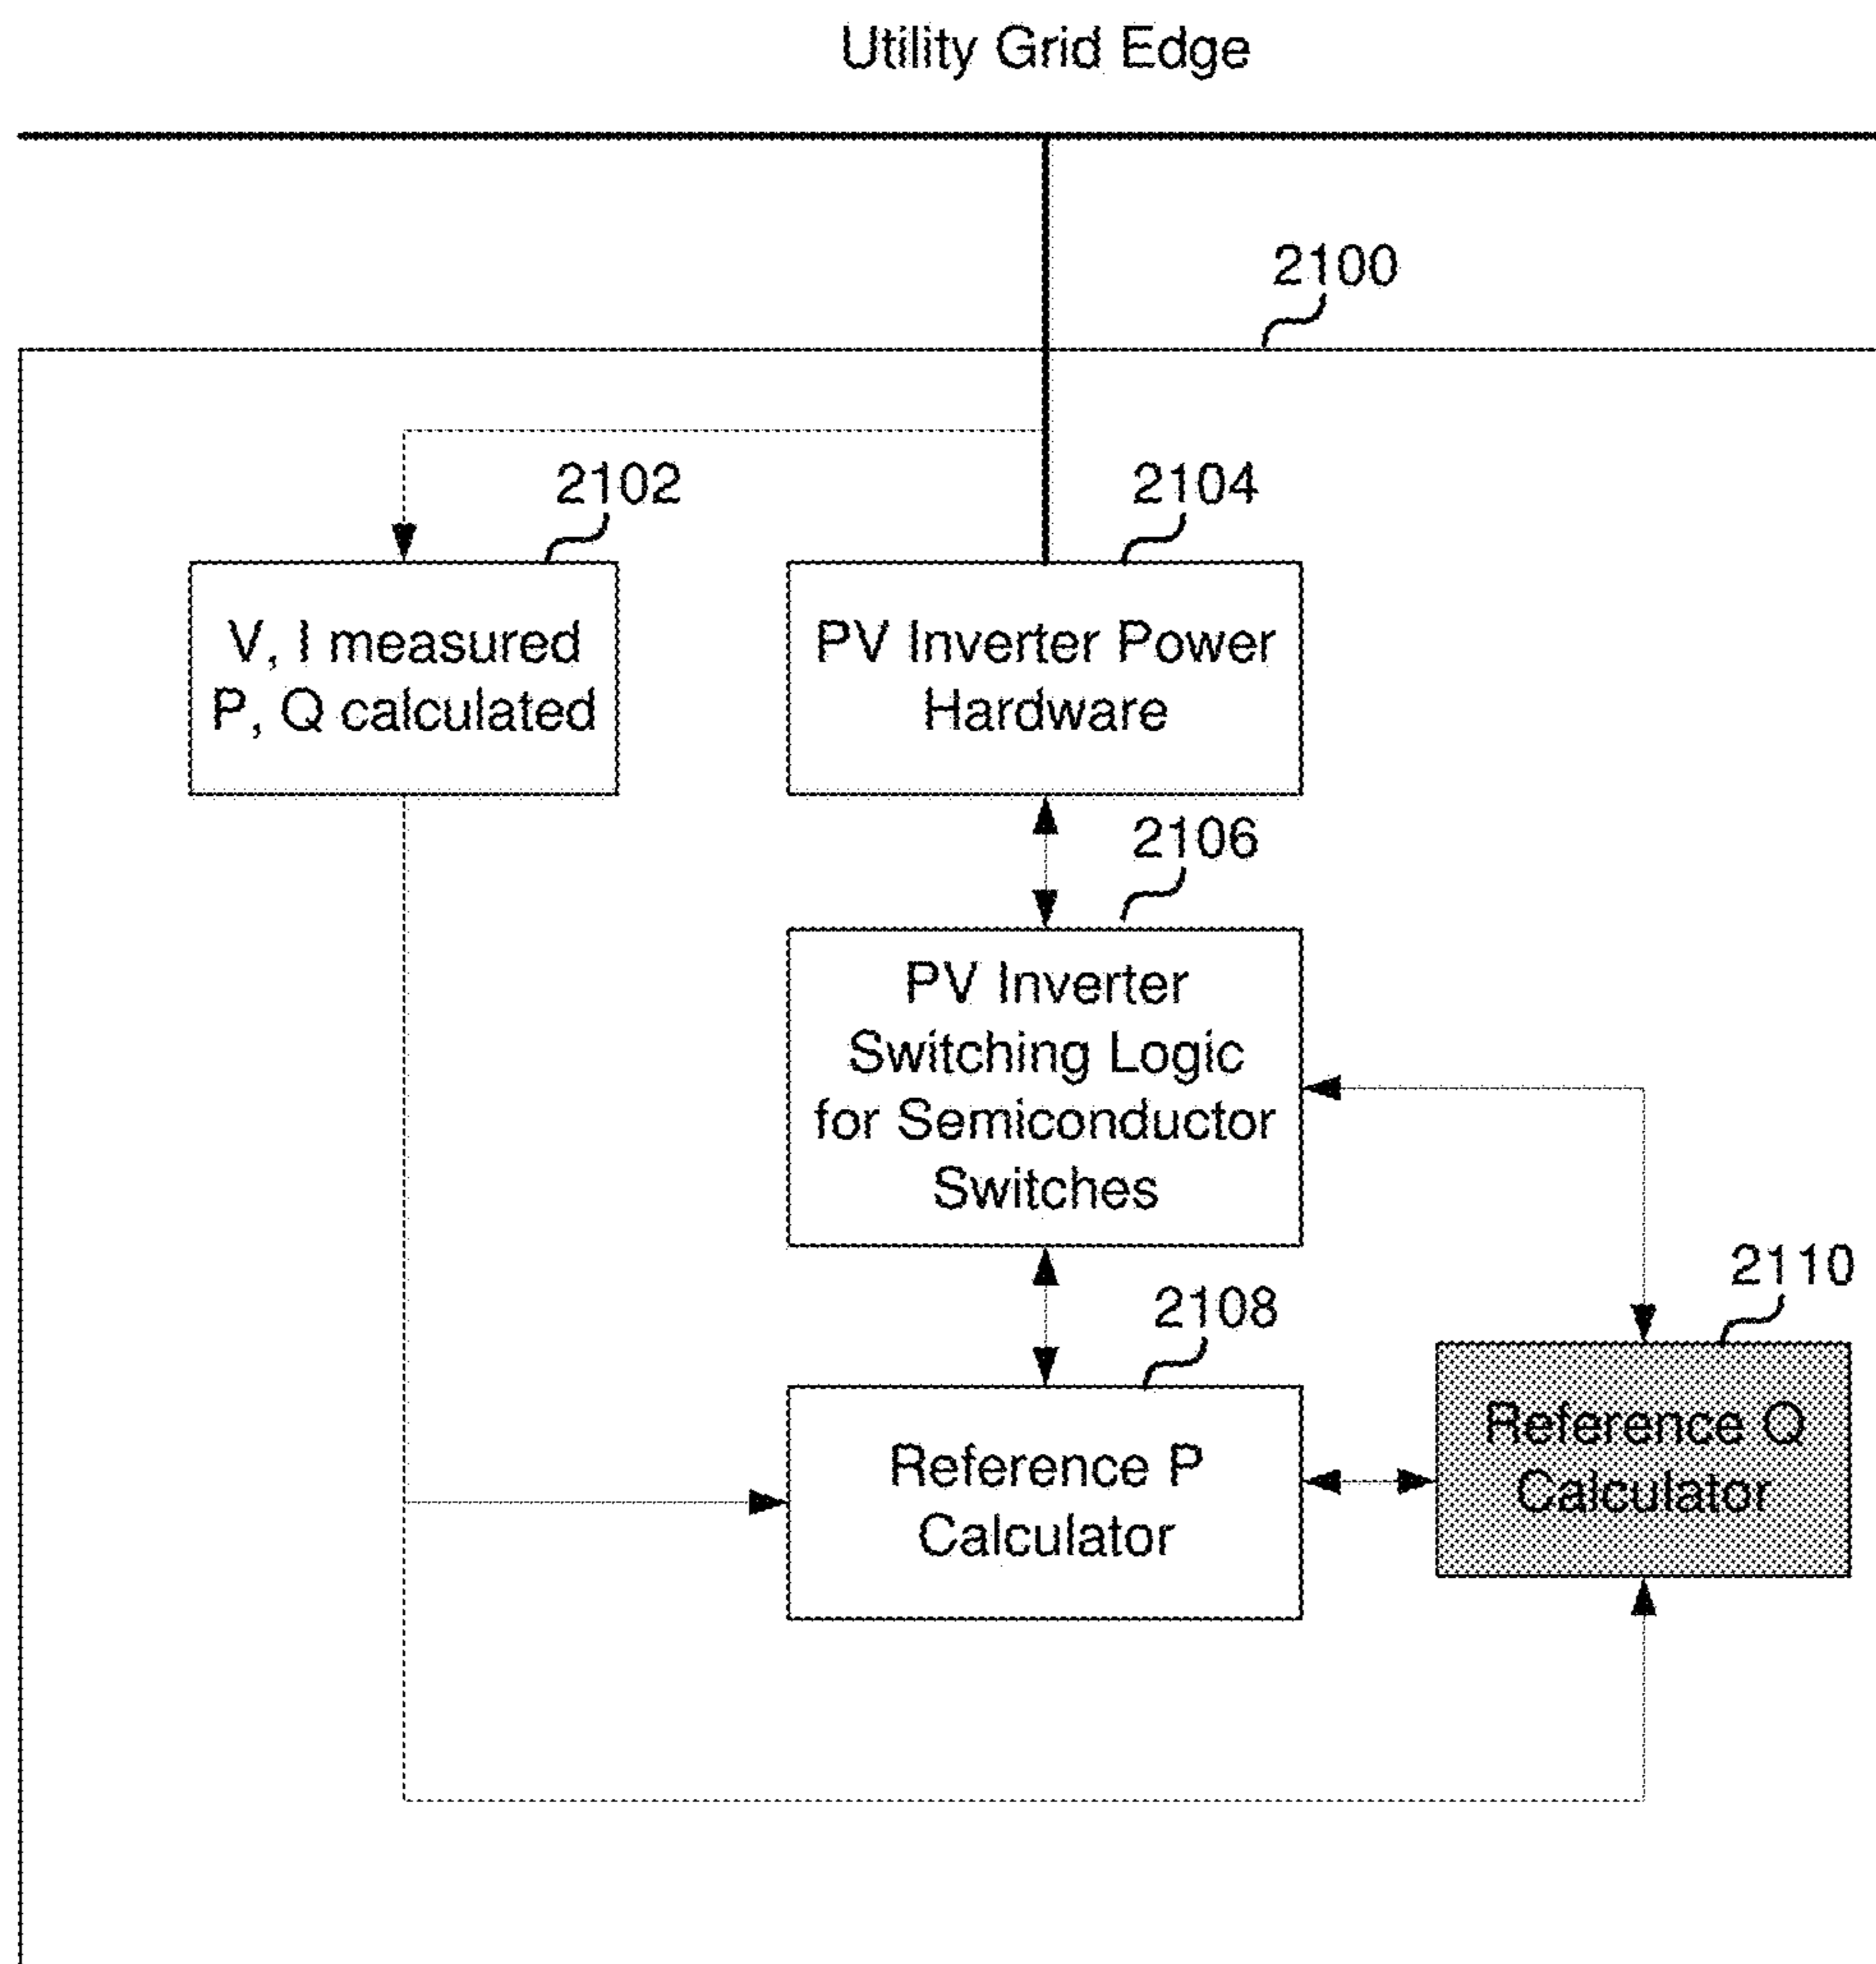 Utility Grid Edge
2100
2102
2104
V, I measured
P, Q calculated
PV Inverter Power
Hardware
2106
PV Inverter
Switching Logic
for Semiconductor
Switches
2108
2110
Reference P
Calculator
Reference Q
Calculator